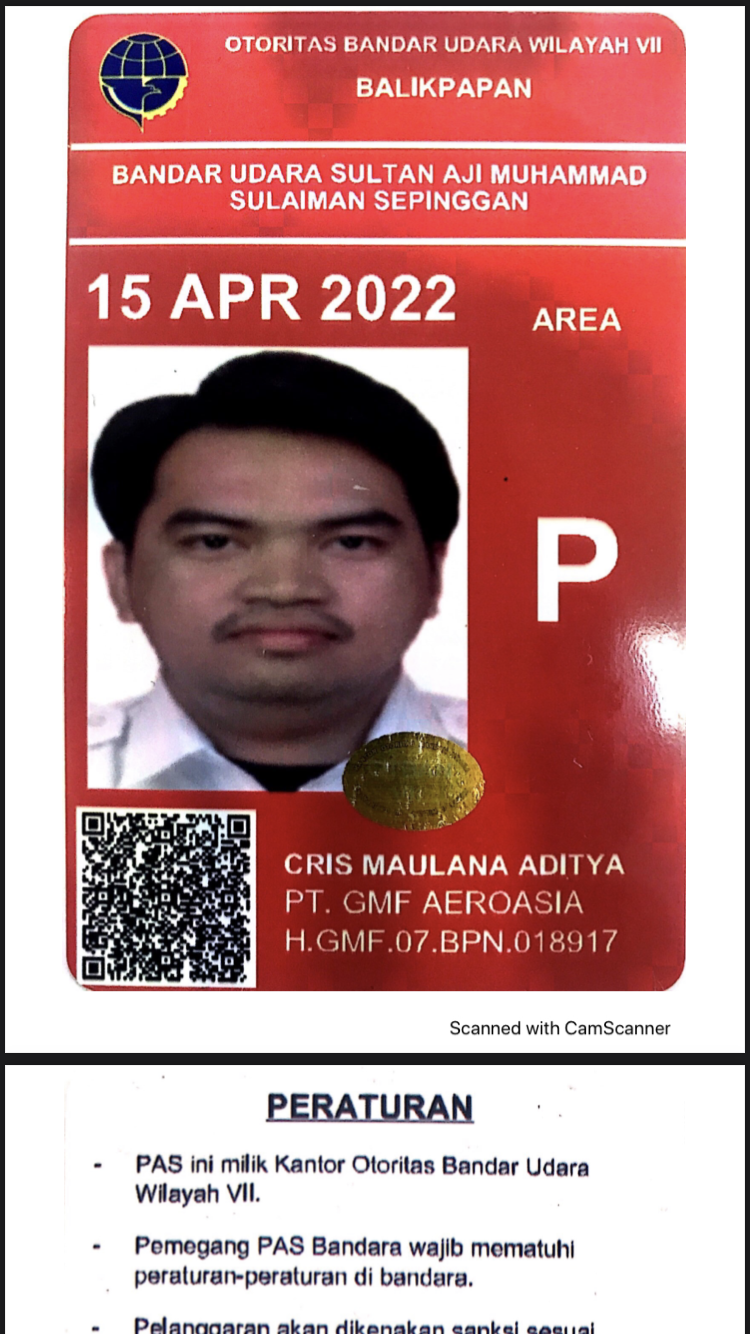 OTORITAS BANDAR UDARA WILAYAH VII
BALIKPAPAN
BANDAR UDARA SULTAN AJI MUHAMMAD
SULAIMAN SEPINGGAN
15 APR 2022
AREA
P
CRIS MAULANA ADITYA
PT. GMF AEROASIA
H.GMF.07.BPN.018917
Scanned with CamScanner
PERATURAN
- PAS ini milik Kantor Otoritas Bandar Udara
Wilayah VII.
- Pemegang PAS Bandara wajib mematuhi
peraturan-peraturan di bandara.
- Pelanggaran akan dikenakan sanksi sesuai